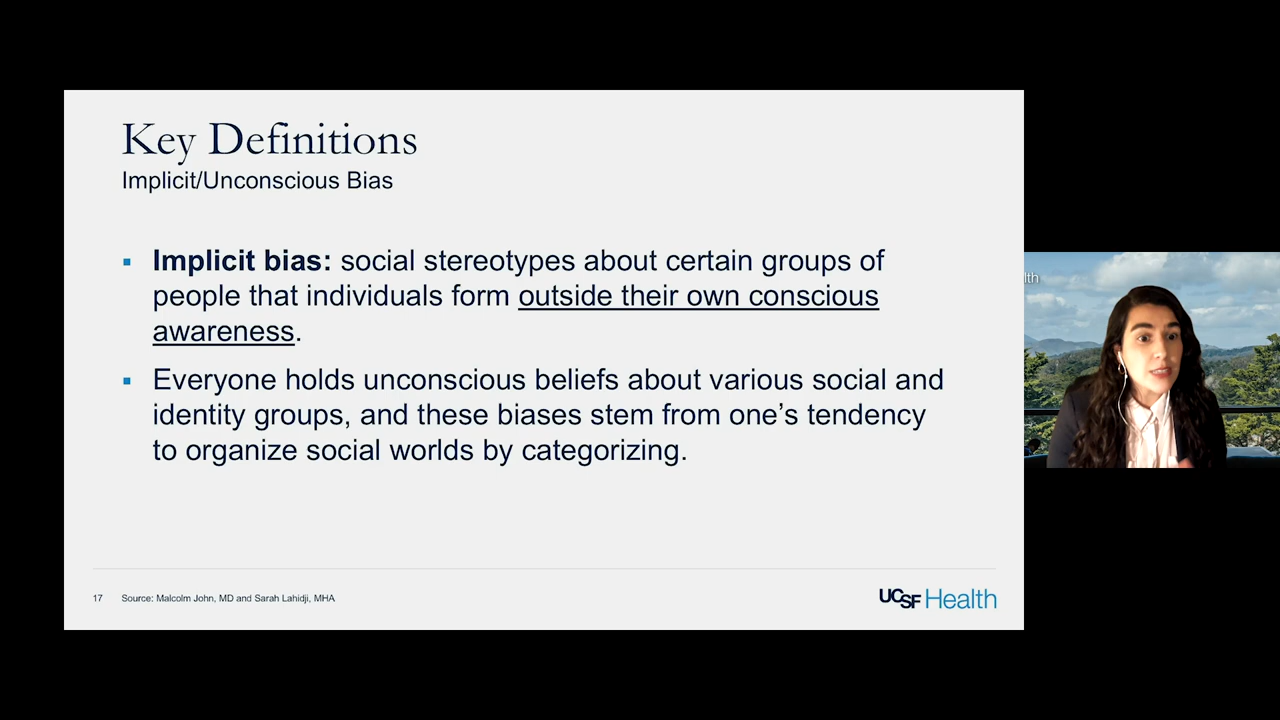 Key Definitions
Implicit/Unconscious Bias
▪ Implicit bias: social stereotypes about certain groups of
people that individuals form outside their own conscious
awareness.
▪ Everyone holds unconscious beliefs about various social and
identity groups, and these biases stem from one’s tendency
to organize social worlds by categorizing.
17 Source: Malcolm John, MD and Sarah Lahidji, MHA
UCSF Health
lth